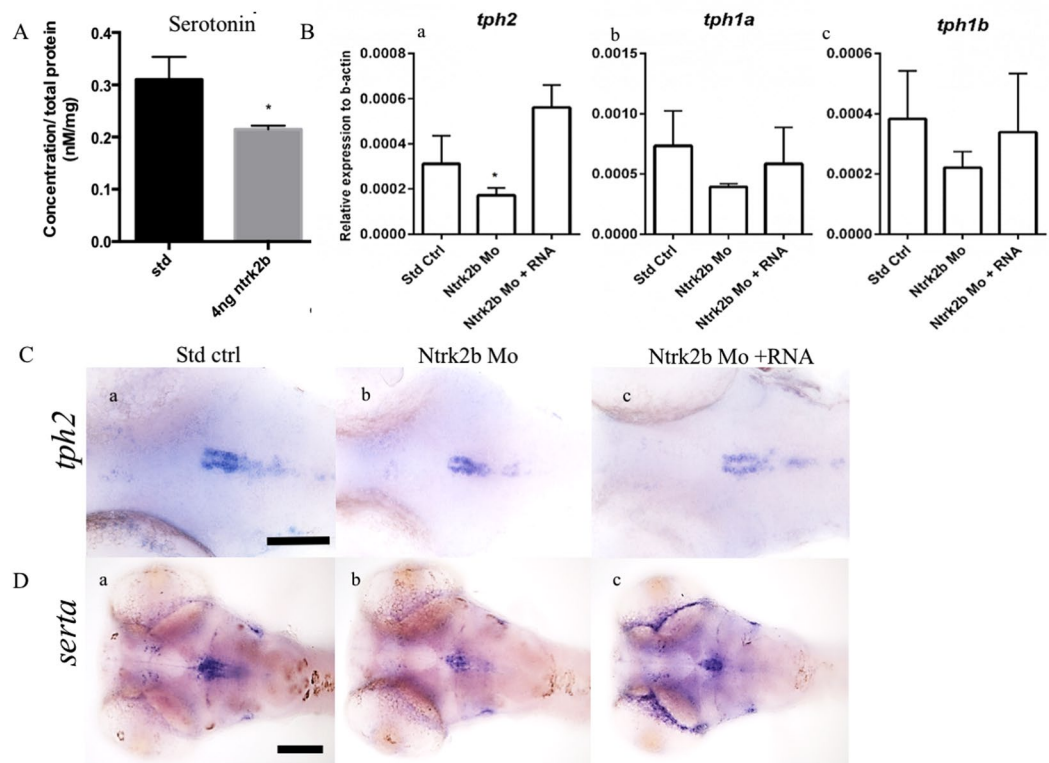 A
Serotonin
Concentration/ total protein
(nM/mg)
0.4
0.3
0.2
0.1
0.0
*
std
4ng ntrk2b
B
a
tph2
Relative expression to b-actin
0.0008
0.0006
0.0004
0.0002
0.0000
*
Std Ctrl
Ntrk2b Mo
Ntrk2b Mo + RNA
b
tph1a
0.0015
0.0010
0.0005
0.0000
Std Ctrl
Ntrk2b Mo
Ntrk2b Mo + RNA
c
tph1b
0.0006
0.0004
0.0002
0.0000
Std Ctrl
Ntrk2b Mo
Ntrk2b Mo + RNA
C
Std ctrl
Ntrk2b Mo
Ntrk2b Mo +RNA
tph2
a
b
c
D
serta
a
b
c